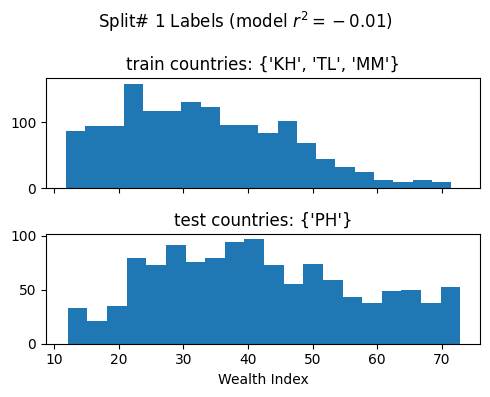 Split# 1 Labels (model r² = −0.01)
train countries: {'KH', 'TL', 'MM'}
100
0
test countries: {'PH'}
100
50
0
10 20 30 40 50 60 70
Wealth Index